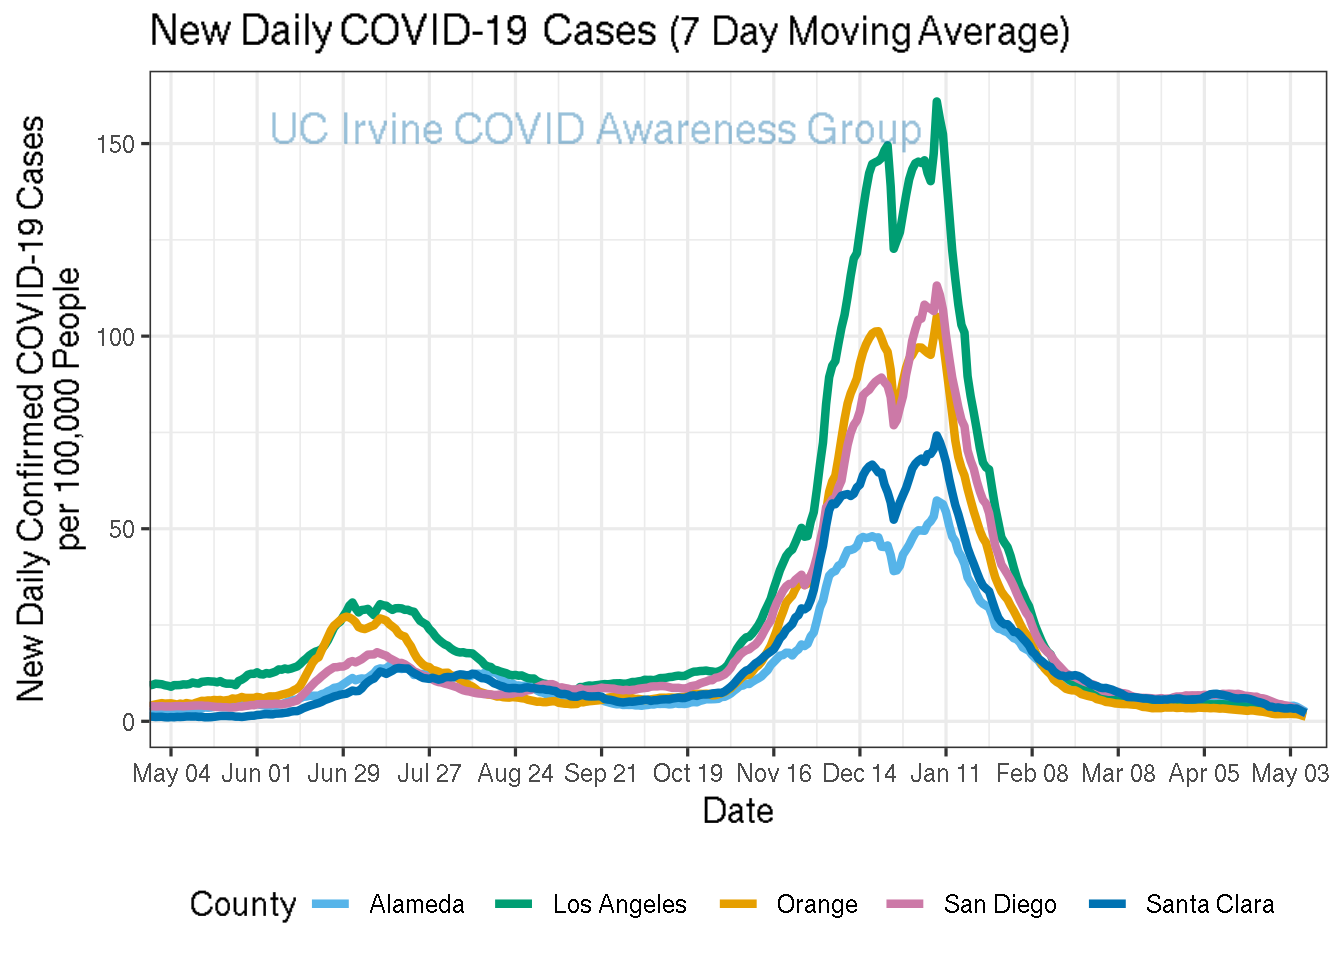 New Daily COVID-19 Cases (7 Day Moving Average)
UC Irvine COVID Awareness Group
New Daily Confirmed COVID-19 Cases
per 100,000 People
150
100
50
0
May 04 Jun 01 Jun 29 Jul 27 Aug 24 Sep 21 Oct 19 Nov 16 Dec 14 Jan 11 Feb 08 Mar 08 Apr 05 May 03
Date
County Alameda Los Angeles Orange San Diego Santa Clara